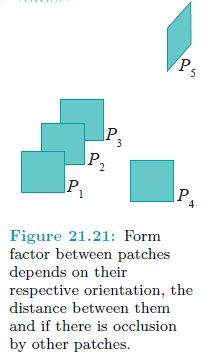 P5
P3
P2
P1
P4
Figure 21.21: Form
factor between patches
depends on their
respective orientation, the
distance between them
and if there is occlusion
by other patches.